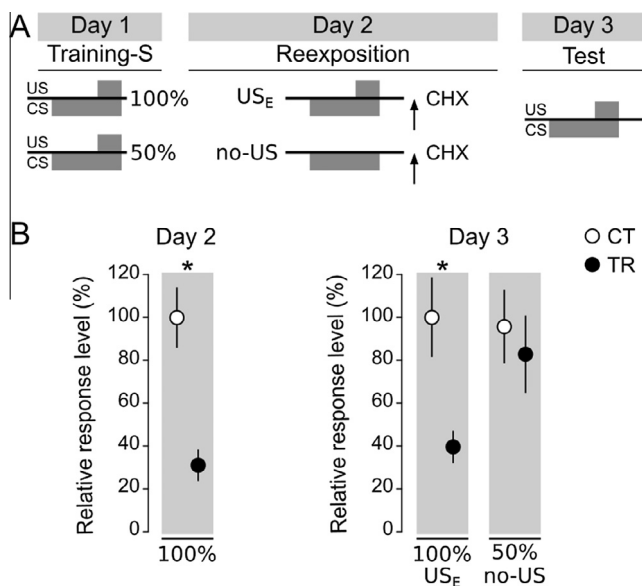 A
Day 1
Day 2
Day 3
Training-S
Reexposition
Test
US
CS
100%
USE
CHX
US
CS
US
CS
50%
no-US
CHX
B
Day 2
Day 3
CT
TR
Relative response level (%)
120
100
80
60
40
20
0
*
100%
Relative response level (%)
120
100
80
60
40
20
0
*
100%
USE
50%
no-US